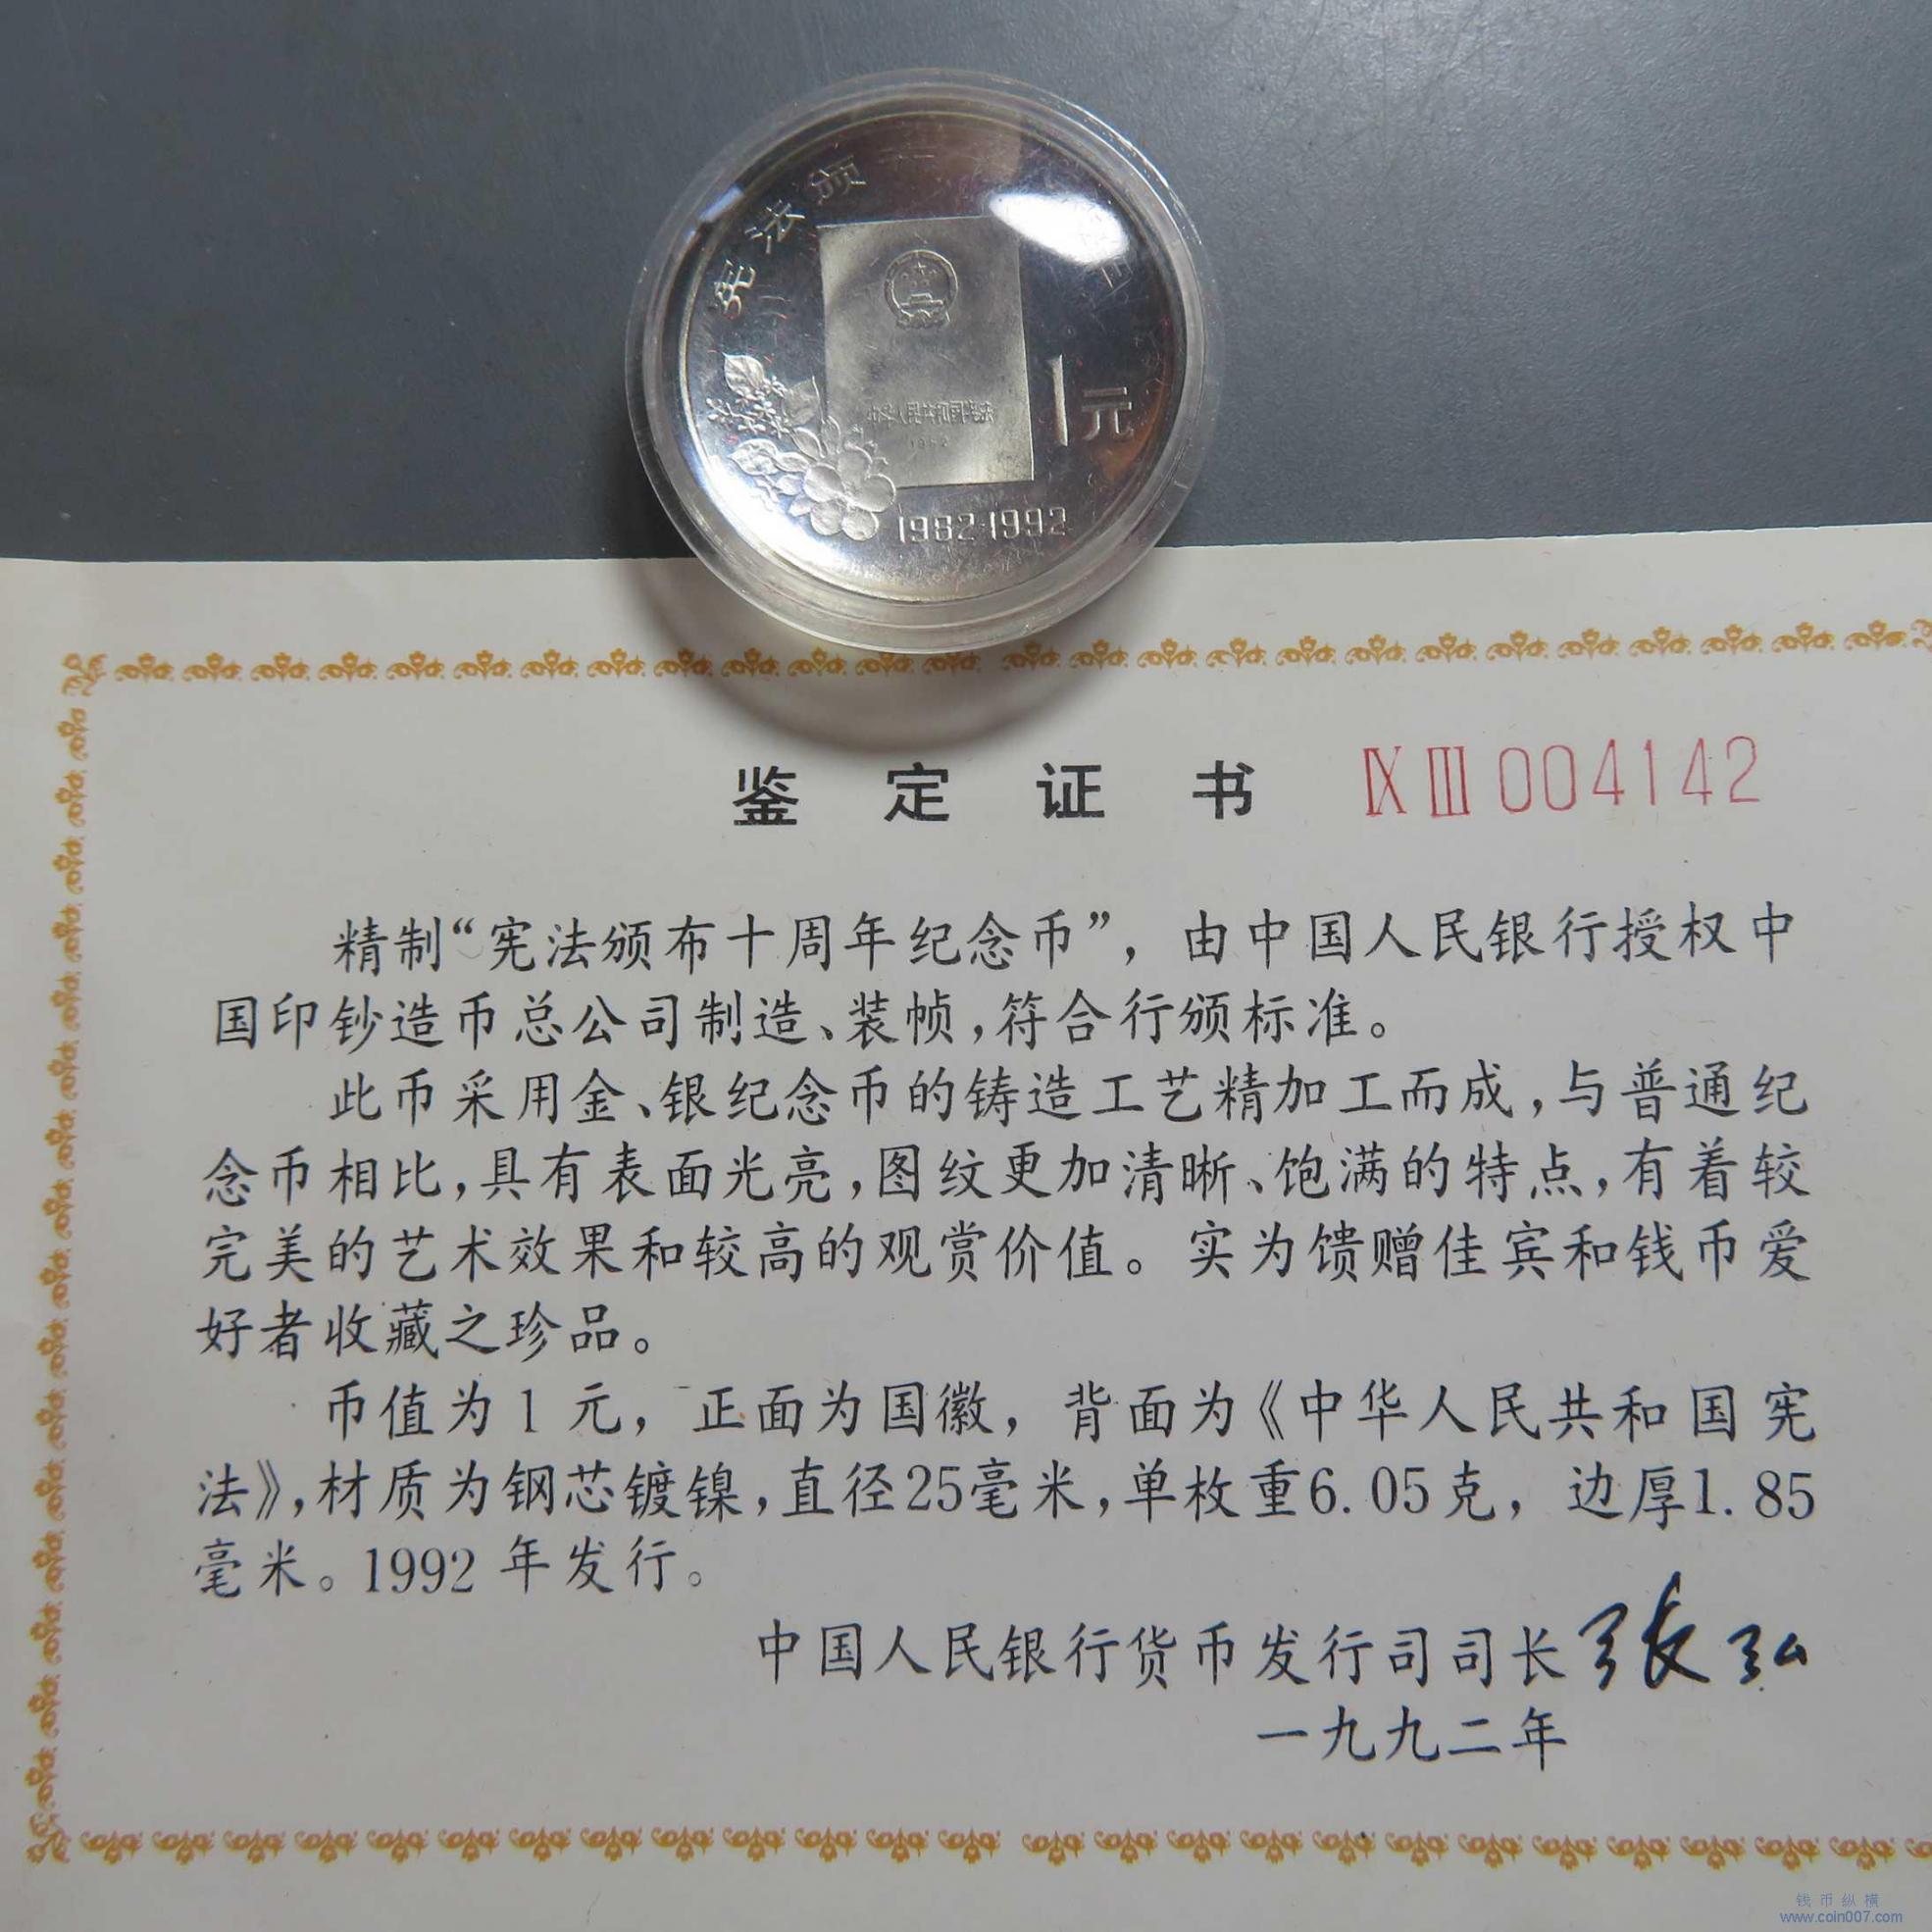 宪法颁
中华人民共和国宪法
1982
1元
1982-1992
鉴定证书 ⅨⅢ004142
精制“宪法颁布十周年纪念币”，由中国人民银行授权中
国印钞造币总公司制造、装帧，符合行颁标准。
此币采用金、银纪念币的铸造工艺精加工而成，与普通纪
念币相比，具有表面光亮，图纹更加清晰、饱满的特点，有着较
完美的艺术效果和较高的观赏价值。实为馈赠佳宾和钱币爱
好者收藏之珍品。
币值为1元，正面为国徽，背面为《中华人民共和国宪
法》，材质为钢芯镀镍，直径25毫米，单枚重6.05克，边厚1.85
毫米。1992年发行。
中国人民银行货币发行司司长张弘
一九九二年
钱币纵横
www.coin007.com